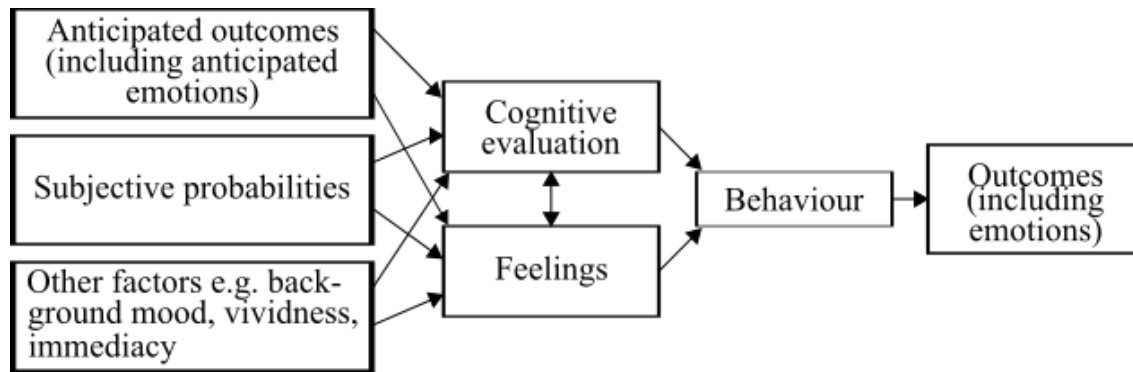 Anticipated outcomes
(including anticipated
emotions)
Subjective probabilities
Other factors e.g. back-
ground mood, vividness,
immediacy
Cognitive
evaluation
Feelings
Behaviour
Outcomes
(including
emotions)